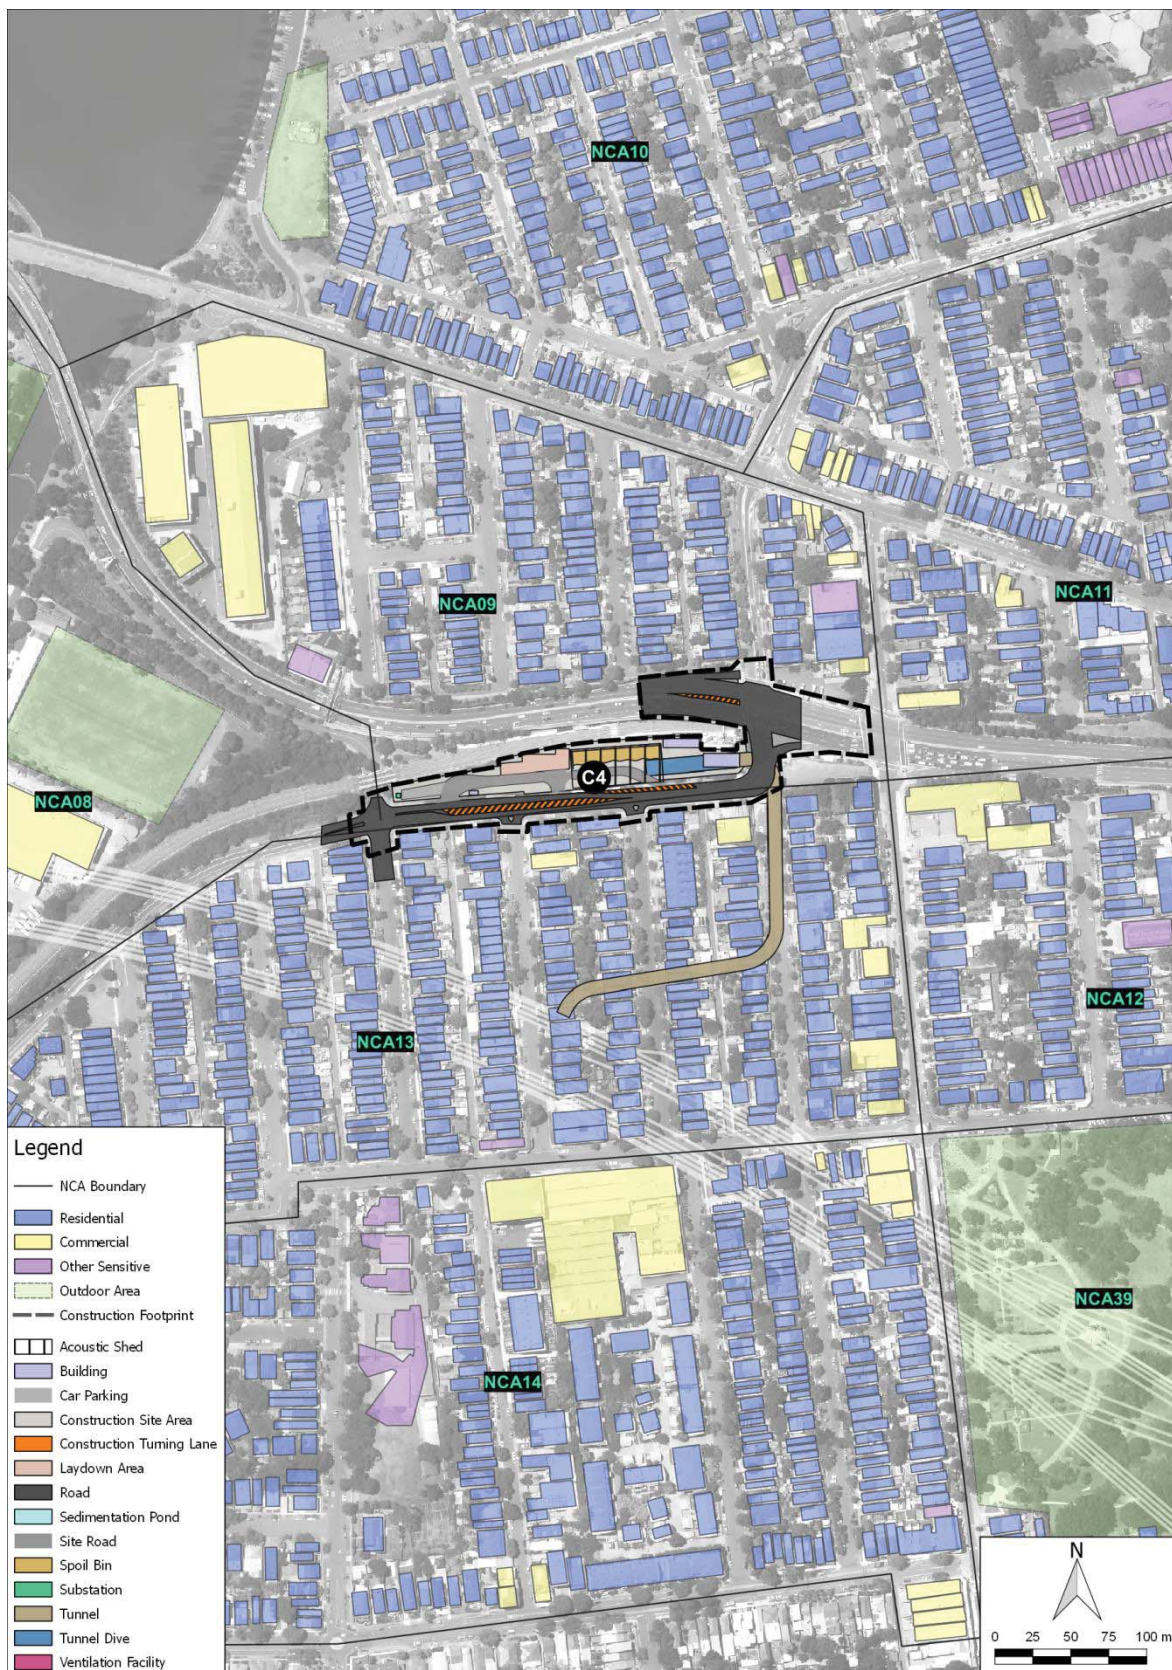 NCA10
NCA09
NCA11
C4
NCA08
NCA12
NCA13
NCA39
NCA14
Legend
NCA Boundary
Residential
Commercial
Other Sensitive
Outdoor Area
Construction Footprint
Acoustic Shed
Building
Car Parking
Construction Site Area
Construction Turning Lane
Laydown Area
Road
Sedimentation Pond
Site Road
Spoil Bin
Substation
Tunnel
Tunnel Dive
Ventilation Facility
N
0 25 50 75 100 m